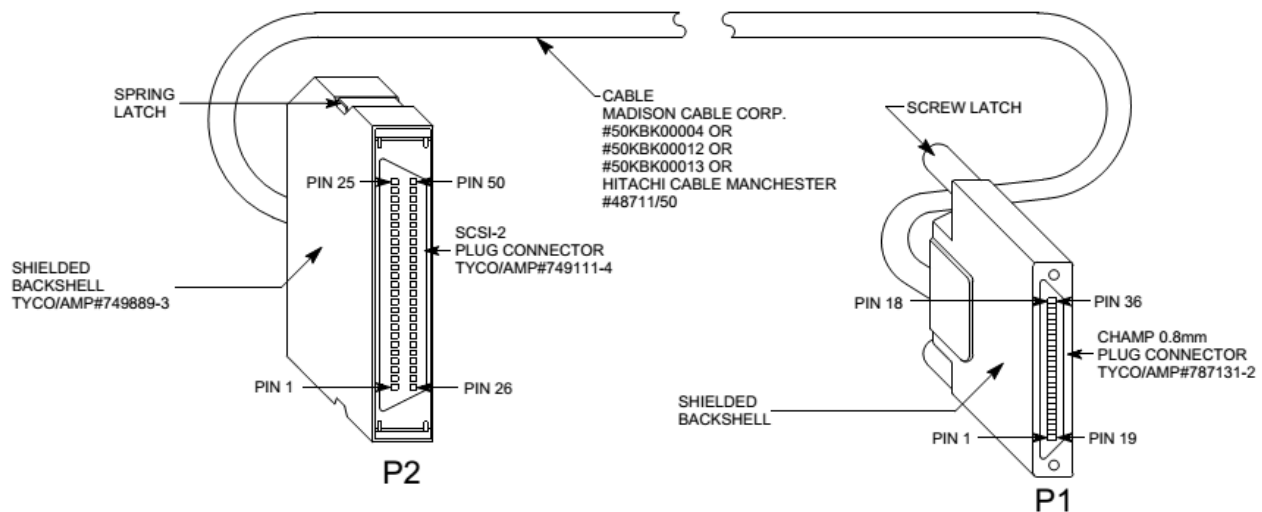 SPRING
LATCH
CABLE
MADISON CABLE CORP.
#50KBK00004 OR
#50KBK00012 OR
#50KBK00013 OR
HITACHI CABLE MANCHESTER
#48711/50
SCREW LATCH
PIN 25
PIN 50
SCSI-2
PLUG CONNECTOR
TYCO/AMP#749111-4
SHIELDED
BACKSHELL
TYCO/AMP#749889-3
PIN 18
PIN 36
CHAMP 0.8mm
PLUG CONNECTOR
TYCO/AMP#787131-2
PIN 1
PIN 26
SHIELDED
BACKSHELL
PIN 1
PIN 19
P2
P1